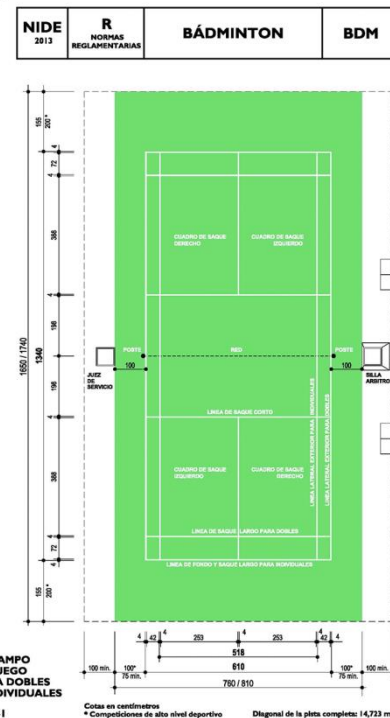 NIDE
2013
R
NORMAS
REGLAMENTARIAS
BÁDMINTON
BDM
155
200*
4
72
4
388
4
198
1650 / 1740
1340
198
4
388
4
72
4
155
200*
CUADRO DE SAQUE
DERECHO
CUADRO DE SAQUE
IZQUIERDO
POSTE
RED
POSTE
100
100
JUEZ
DE
SERVICIO
SILLA
ARBITRO
LINEA DE SAQUE CORTO
CUADRO DE SAQUE
IZQUIERDO
CUADRO DE SAQUE
DERECHO
LINEA LATERAL EXTERIOR PARA INDIVIDUALES
LINEA LATERAL EXTERIOR PARA DOBLES
LINEA DE SAQUE LARGO PARA DOBLES
LINEA DE FONDO Y SAQUE LARGO PARA INDIVIDUALES
4 42 4 253 4 253 4 42 4
518
610
100 min. 100* 75 min. 100* 75 min. 100 min.
760 / 810
AMPO
UEGO
A DOBLES
DIVIDUALES
Cotas en centímetros
* Competiciones de alto nivel deportivo
Diagonal de la pista completa: 14,723 m